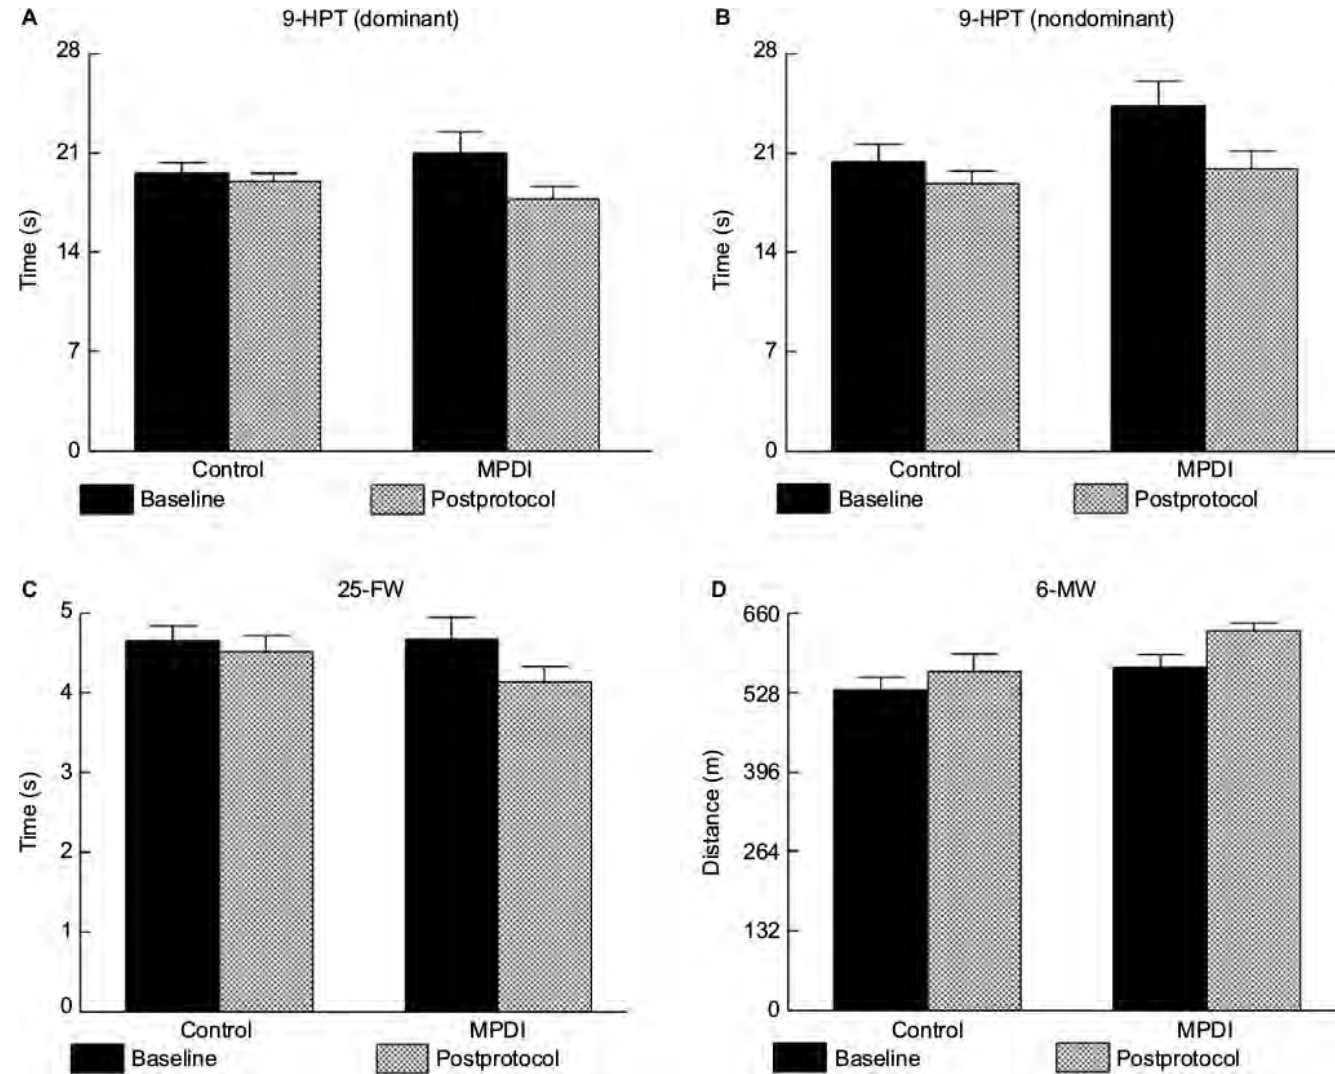 A 9-HPT (dominant)
28
21
14
7
0
Time (s)
Control MPDI
Baseline Postprotocol
B 9-HPT (nondominant)
28
21
14
7
0
Time (s)
Control MPDI
Baseline Postprotocol
C 25-FW
5
4
3
2
1
0
Time (s)
Control MPDI
Baseline Postprotocol
D 6-MW
660
528
396
264
132
0
Distance (m)
Control MPDI
Baseline Postprotocol